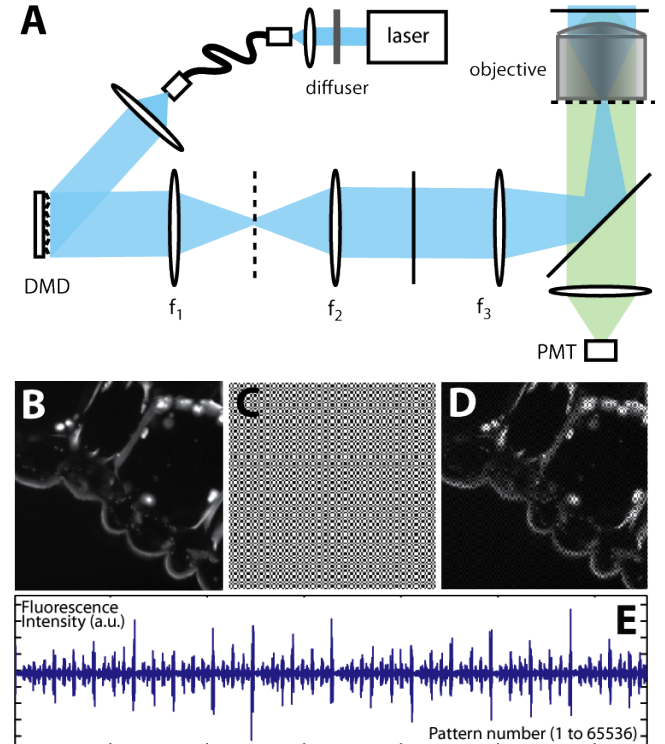 A
laser
diffuser
objective
DMD
f1
f2
f3
PMT
B
C
D
Fluorescence
Intensity (a.u.)
E
Pattern number (1 to 65536)